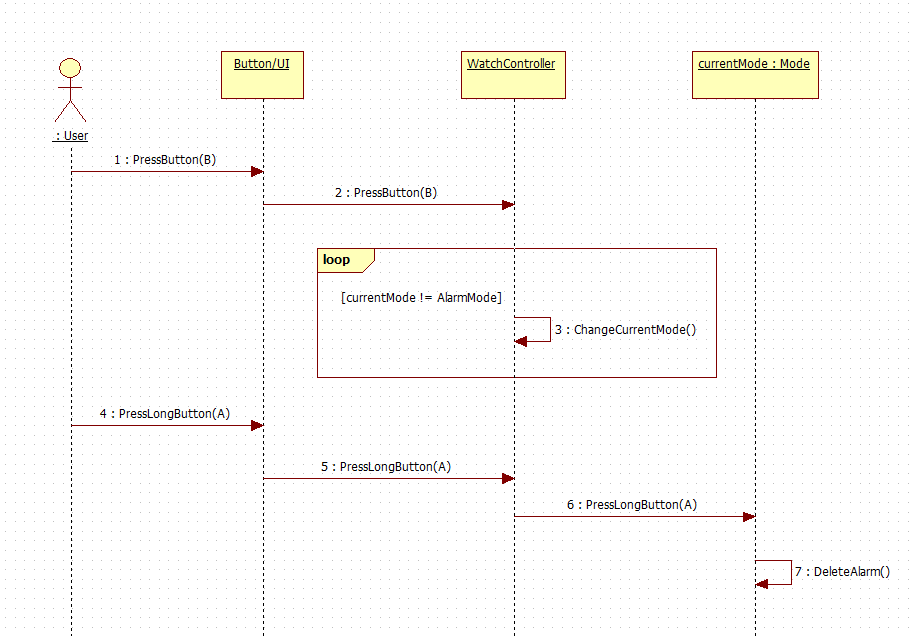 Button/UI
WatchController
currentMode : Mode
: User
1 : PressButton(B)
2 : PressButton(B)
loop
[currentMode != AlarmMode]
3 : ChangeCurrentMode()
4 : PressLongButton(A)
5 : PressLongButton(A)
6 : PressLongButton(A)
7 : DeleteAlarm()